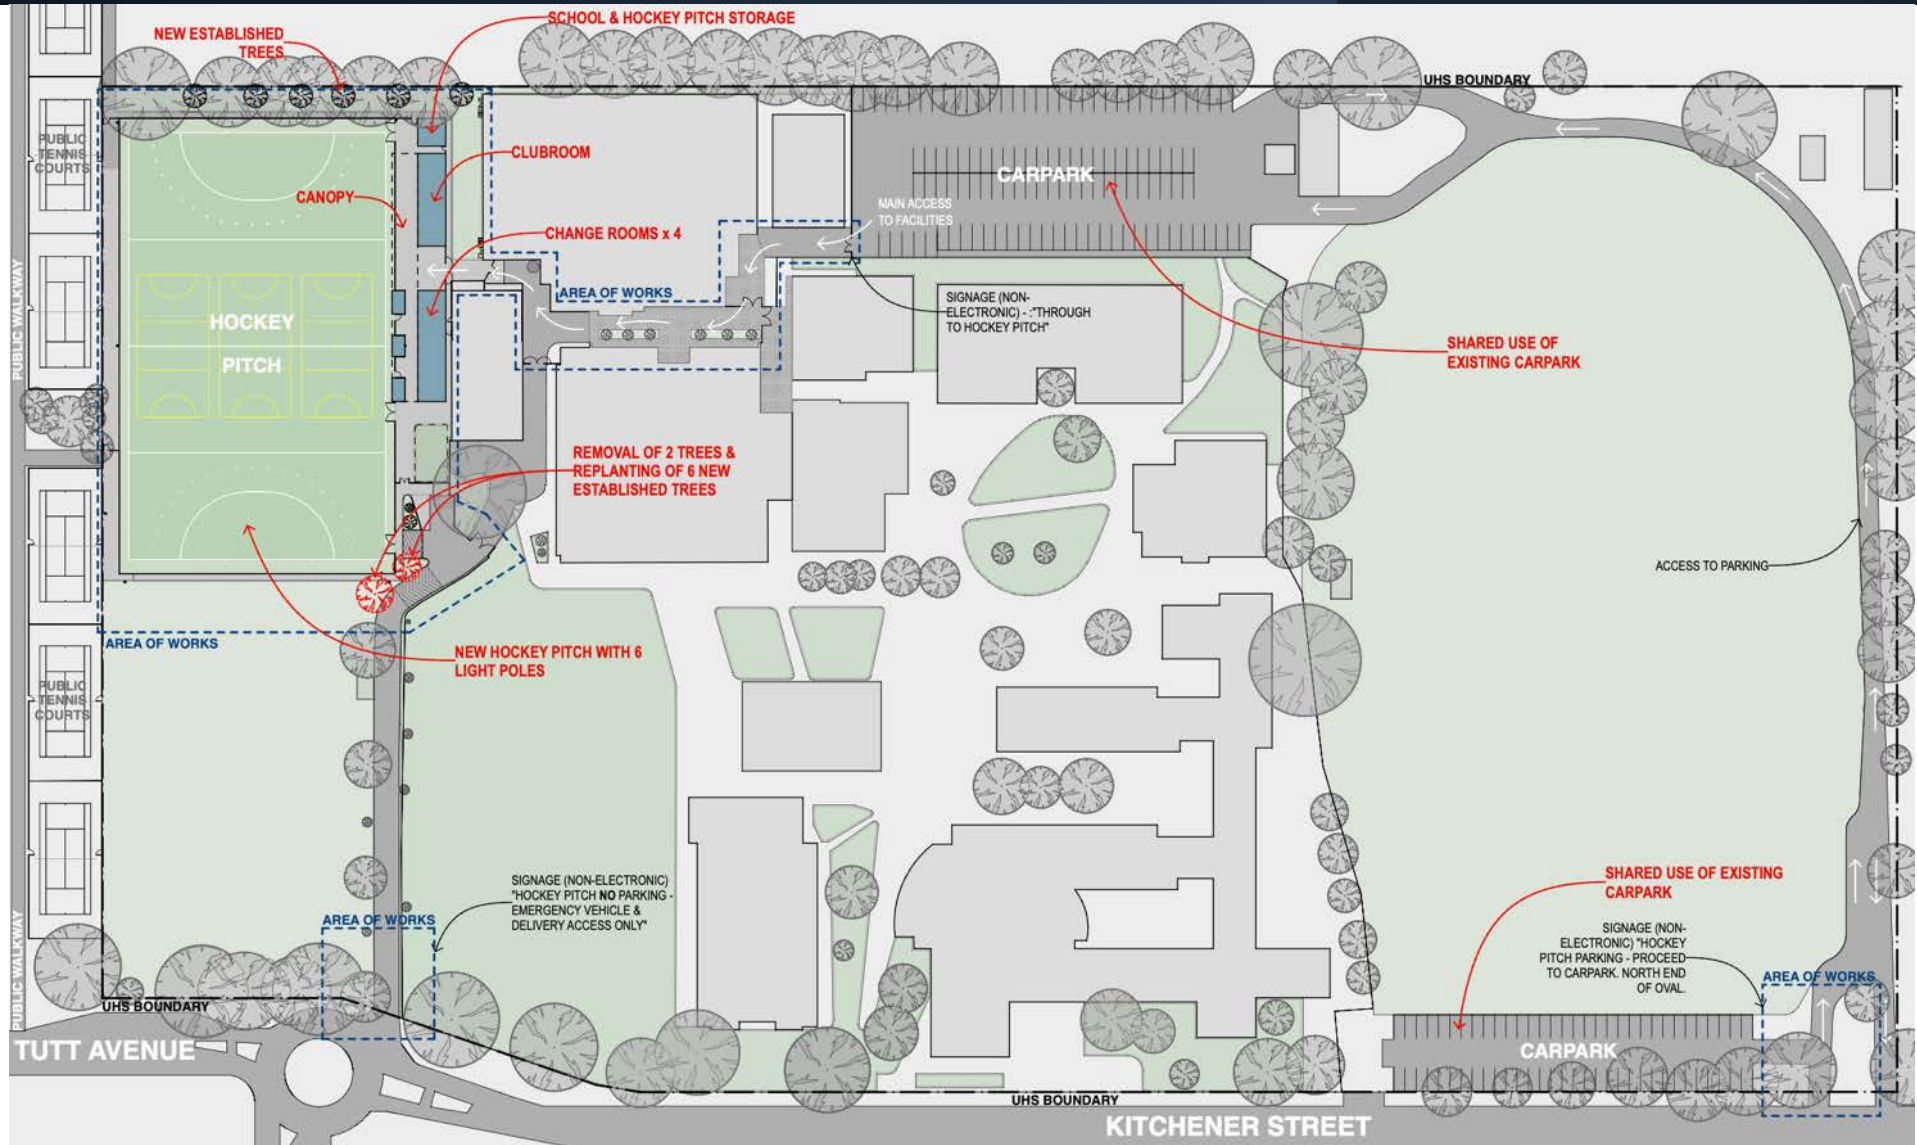 SCHOOL & HOCKEY PITCH STORAGE
NEW ESTABLISHED
TREES
UHS BOUNDARY
PUBLIC
TENNIS
COURTS
CLUBROOM
CANOPY
CARPARK
MAIN ACCESS
TO FACILITIES
CHANGE ROOMS x 4
PUBLIC WALKWAY
AREA OF WORKS
SIGNAGE (NON-
ELECTRONIC) - :"THROUGH
TO HOCKEY PITCH"
HOCKEY
PITCH
SHARED USE OF
EXISTING CARPARK
REMOVAL OF 2 TREES &
REPLANTING OF 6 NEW
ESTABLISHED TREES
ACCESS TO PARKING
AREA OF WORKS
NEW HOCKEY PITCH WITH 6
LIGHT POLES
PUBLIC
TENNIS
COURTS
SIGNAGE (NON-ELECTRONIC)
"HOCKEY PITCH NO PARKING -
EMERGENCY VEHICLE &
DELIVERY ACCESS ONLY"
AREA OF WORKS
SHARED USE OF EXISTING
CARPARK
SIGNAGE (NON-
ELECTRONIC) "HOCKEY
PITCH PARKING - PROCEED
TO CARPARK. NORTH END
OF OVAL.
AREA OF WORKS
PUBLIC WALKWAY
UHS BOUNDARY
TUTT AVENUE
CARPARK
UHS BOUNDARY
KITCHENER STREET